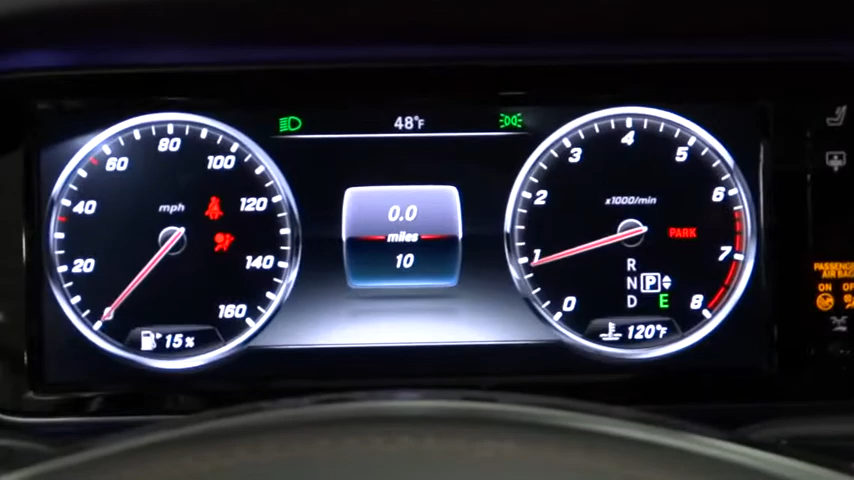 48°F
20
40
60
80
100
120
140
160
mph
15%
0.0
miles
10
0
1
2
3
4
5
6
7
8
x1000/min
PARK
R
N P
D E
120°F
PASSENGER
AIR BAG
ON OFF